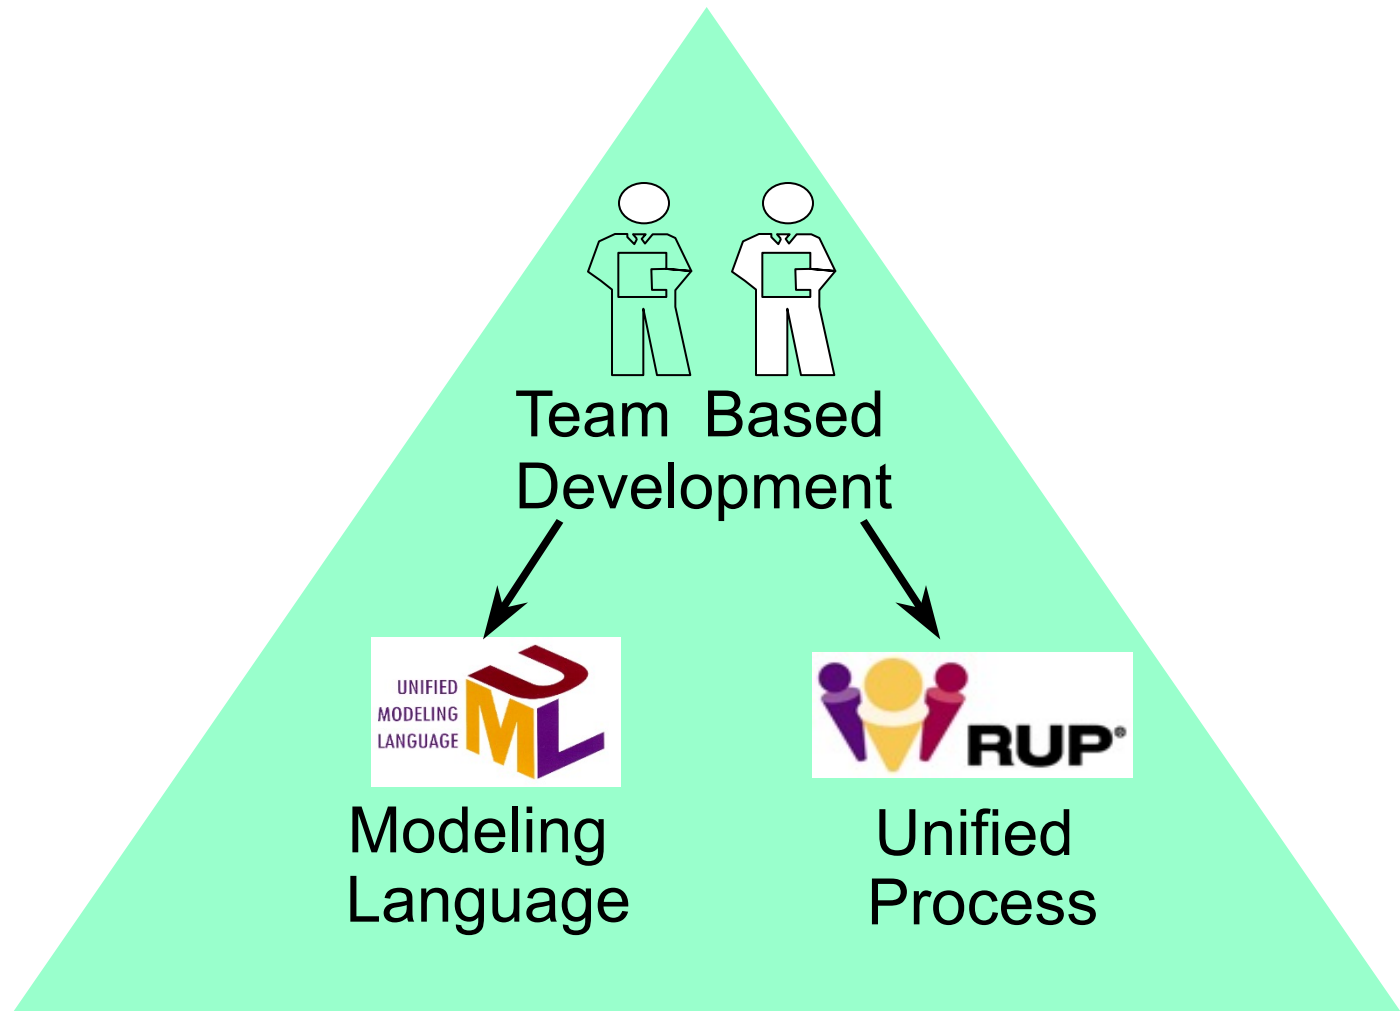 Team Based
Development
UNIFIED
MODELING
LANGUAGE
UML
RUP®
Modeling
Language
Unified
Process